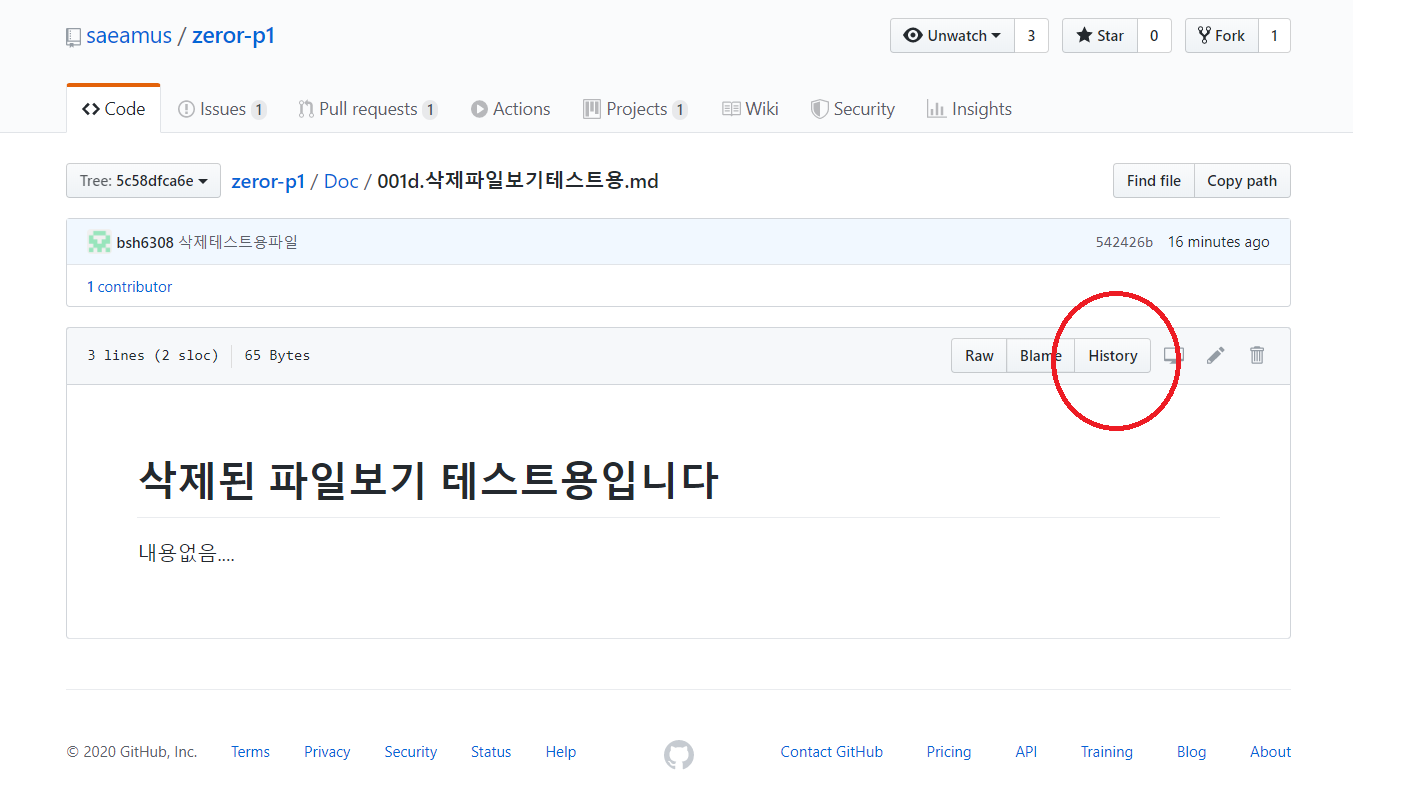 saeamus / zeror-p1
Unwatch 3 Star 0 Fork 1
Code Issues 1 Pull requests 1 Actions Projects 1 Wiki Security Insights
Tree: 5c58dfca6e zeror-p1 / Doc / 001d.삭제파일보기테스트용.md Find file Copy path
bsh6308 삭제테스트용파일 542426b 16 minutes ago
1 contributor
3 lines (2 sloc) 65 Bytes Raw Blame History
삭제된 파일보기 테스트용입니다
내용없음....
© 2020 GitHub, Inc. Terms Privacy Security Status Help Contact GitHub Pricing API Training Blog About